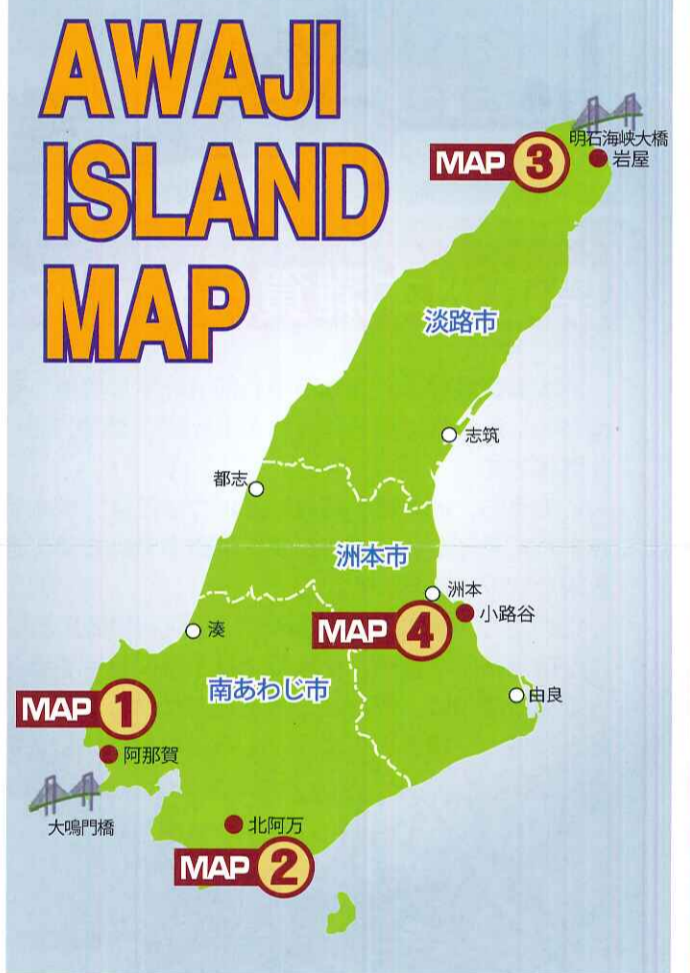 AWAJI
ISLAND
MAP
明石海峡大橋
MAP 3
岩屋
淡路市
志筑
都志
洲本市
洲本
小路谷
MAP 4
湊
南あわじ市
由良
MAP 1
阿那賀
大鳴門橋
北阿万
MAP 2